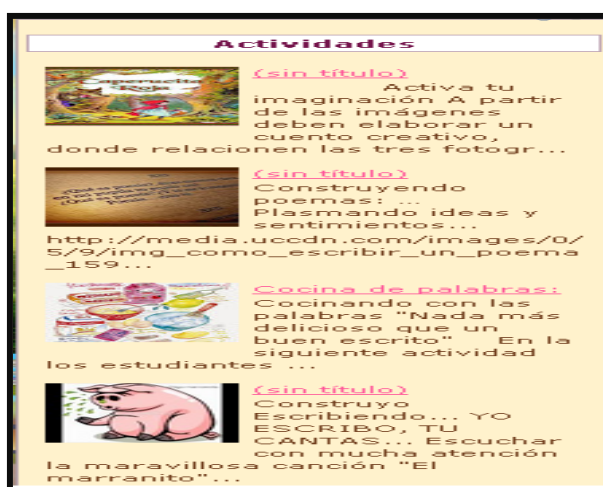 Actividades
Caperucita
Roja
(sin título)
Activa tu
imaginación A partir
de las imágenes
deben elaborar un
cuento creativo,
donde relacionen las tres fotogr...
(sin título)
Construyendo
poemas: ...
Plasmando ideas y
sentimientos...
http://media.uccdn.com/images/0/
5/9/img_como_escribir_un_poema
_159...
Cocina de palabras:
Cocinando con las
palabras "Nada más
delicioso que un
buen escrito" En la
siguiente actividad
los estudiantes ...
(sin título)
Construyo
Escribiendo... YO
ESCRIBO, TU
CANTAS... Escuchar
con mucha atención
la maravillosa canción "El
marranito"...